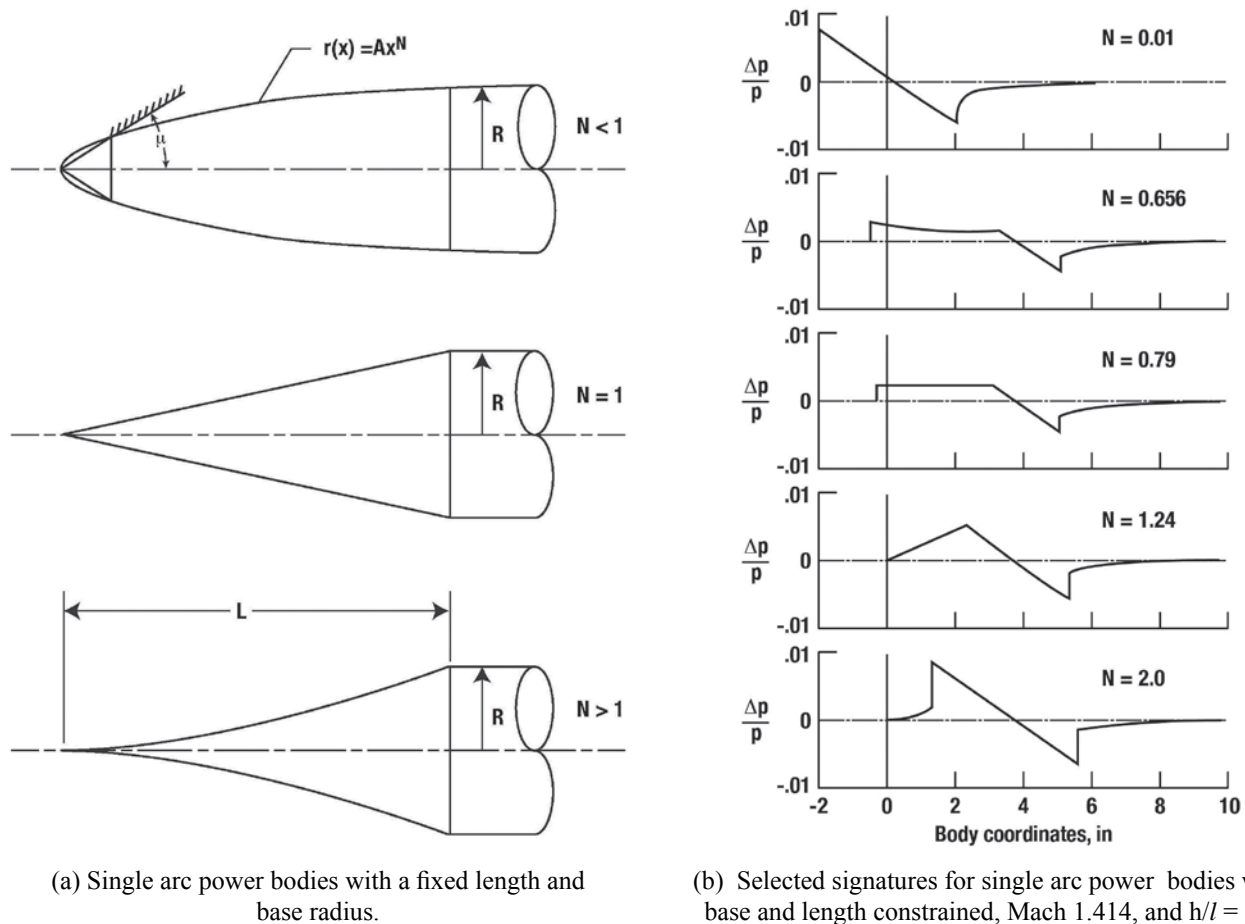 r(x) =Ax^N
μ
R
N < 1
R
N = 1
L
R
N > 1
(a) Single arc power bodies with a fixed length and
base radius.
.01
Δp
p
0
-.01
N = 0.01
.01
Δp
p
0
-.01
N = 0.656
.01
Δp
p
0
-.01
N = 0.79
.01
Δp
p
0
-.01
N = 1.24
.01
Δp
p
0
-.01
N = 2.0
-2 0 2 4 6 8 10
Body coordinates, in
(b) Selected signatures for single arc power bodies
base and length constrained, Mach 1.414, and h/l =